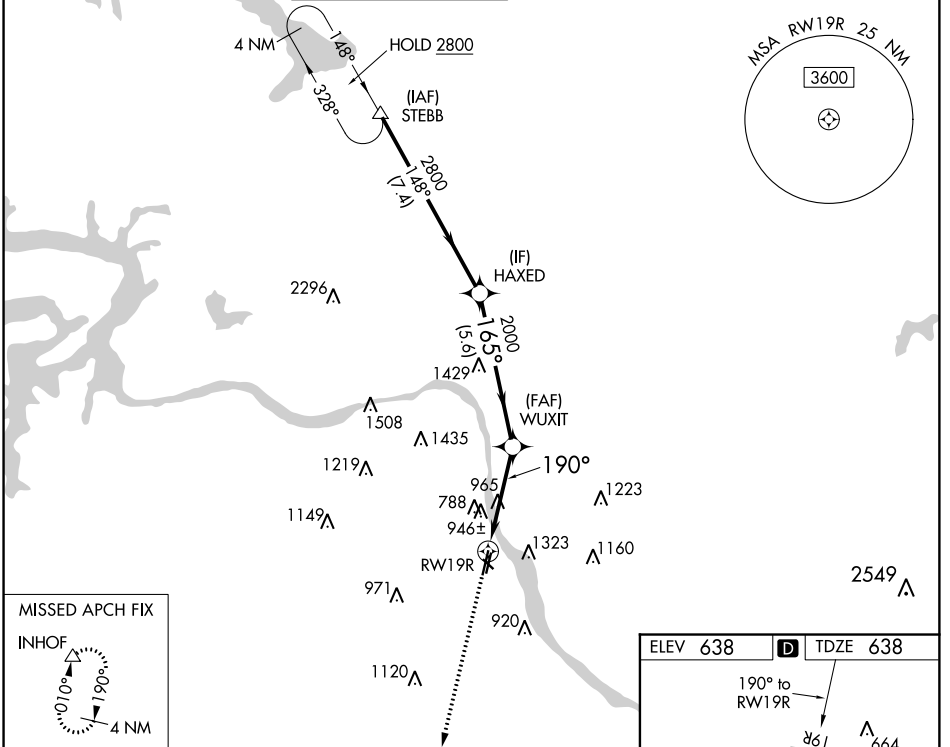 4 NM
148°
HOLD 2800
328°
(IAF)
STEBB
MSA RW19R 25 NM
3600
2800
148°
(7.4)
(IF)
HAXED
2296
2000
165°
(5.6)
1429
(FAF)
WUXIT
1508
1435
190°
1219
965
788
1223
1149
946±
RW19R
1323
1160
971
2549
920
1120
MISSED APCH FIX
INHOF
010°
190°
4 NM
ELEV 638
D
TDZE 638
190° to
RW19R
19R
664